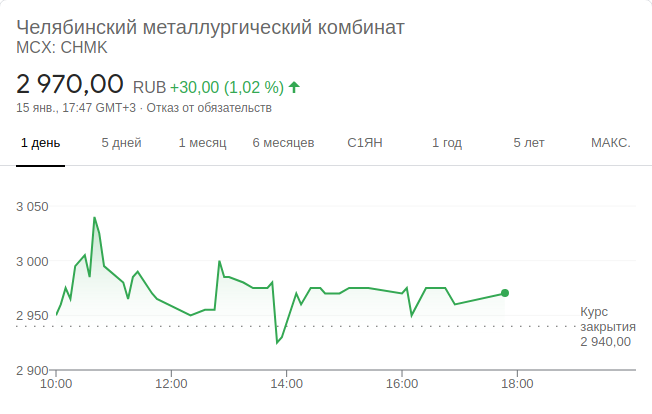 Челябинский металлургический комбинат
MCX: CHMK
2 970,00 RUB +30,00 (1,02 %)
15 янв., 17:47 GMT+3 · Отказ от обязательств
1 день 5 дней 1 месяц 6 месяцев С1ЯН 1 год 5 лет МАКС.
3 050
3 000
2 950
2 900
Курс
закрытия
2 940,00
10:00 12:00 14:00 16:00 18:00